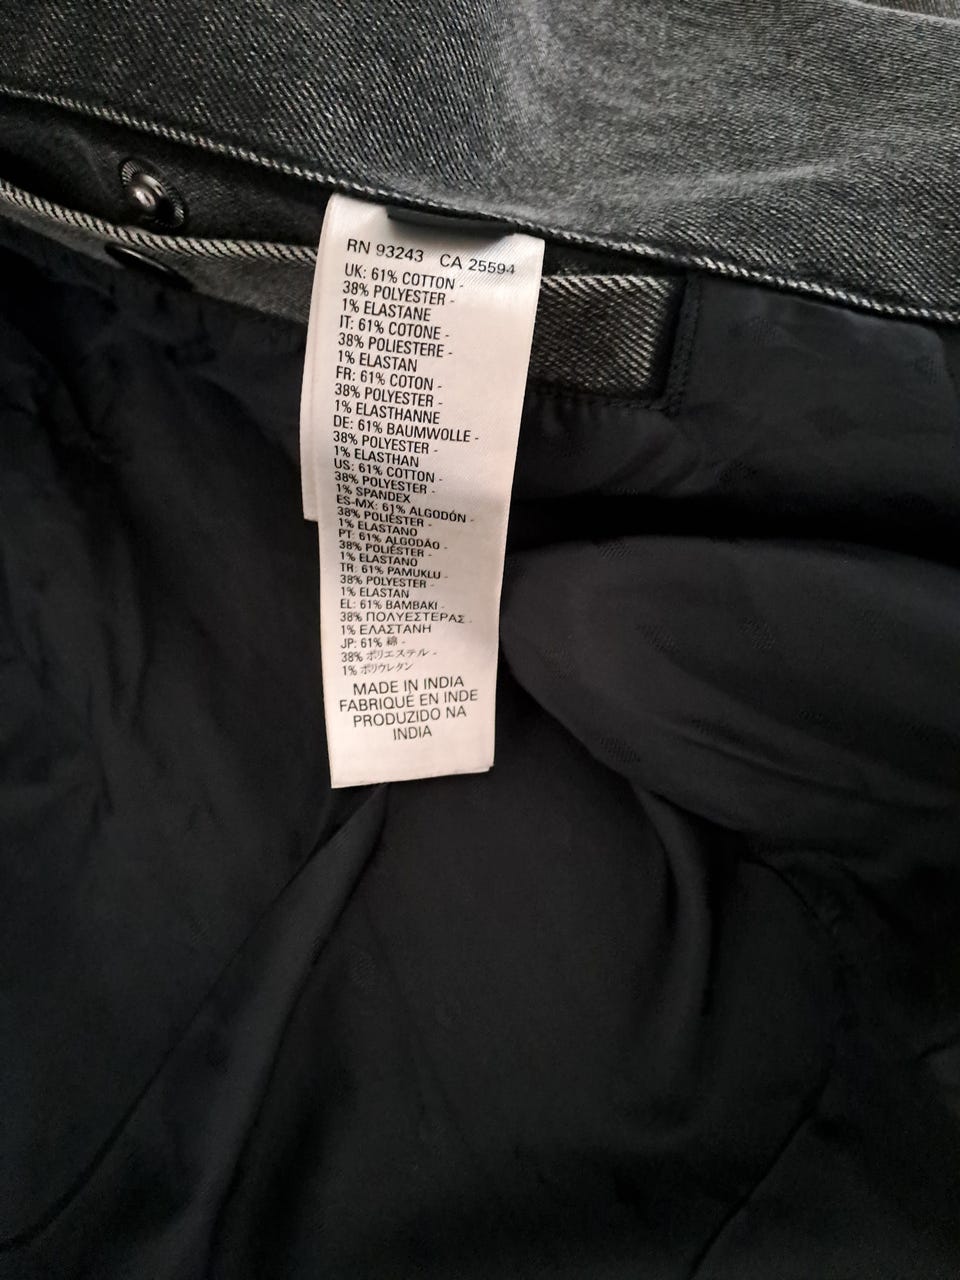 RN 93243 CA 25594
UK: 61% COTTON -
38% POLYESTER -
1% ELASTANE
IT: 61% COTONE -
38% POLIESTERE -
1% ELASTAN
FR: 61% COTON -
38% POLYESTER -
1% ELASTHANNE
DE: 61% BAUMWOLLE -
38% POLYESTER -
1% ELASTHAN
US: 61% COTTON -
38% POLYESTER -
1% SPANDEX
ES-MX: 61% ALGODÓN -
38% POLIÉSTER -
1% ELASTANO
PT: 61% ALGODÃO -
38% POLIÉSTER -
1% ELASTANO
TR: 61% PAMUKLU -
38% POLYESTER -
1% ELASTAN
EL: 61% ΒΑΜΒΑΚΙ -
38% ΠΟΛΥΕΣΤΕΡΑΣ -
1% ΕΛΑΣΤΑΝΗ
JP: 61% 綿 -
38% ポリエステル -
1% ポリウレタン
MADE IN INDIA
FABRIQUÉ EN INDE
PRODUZIDO NA
INDIA